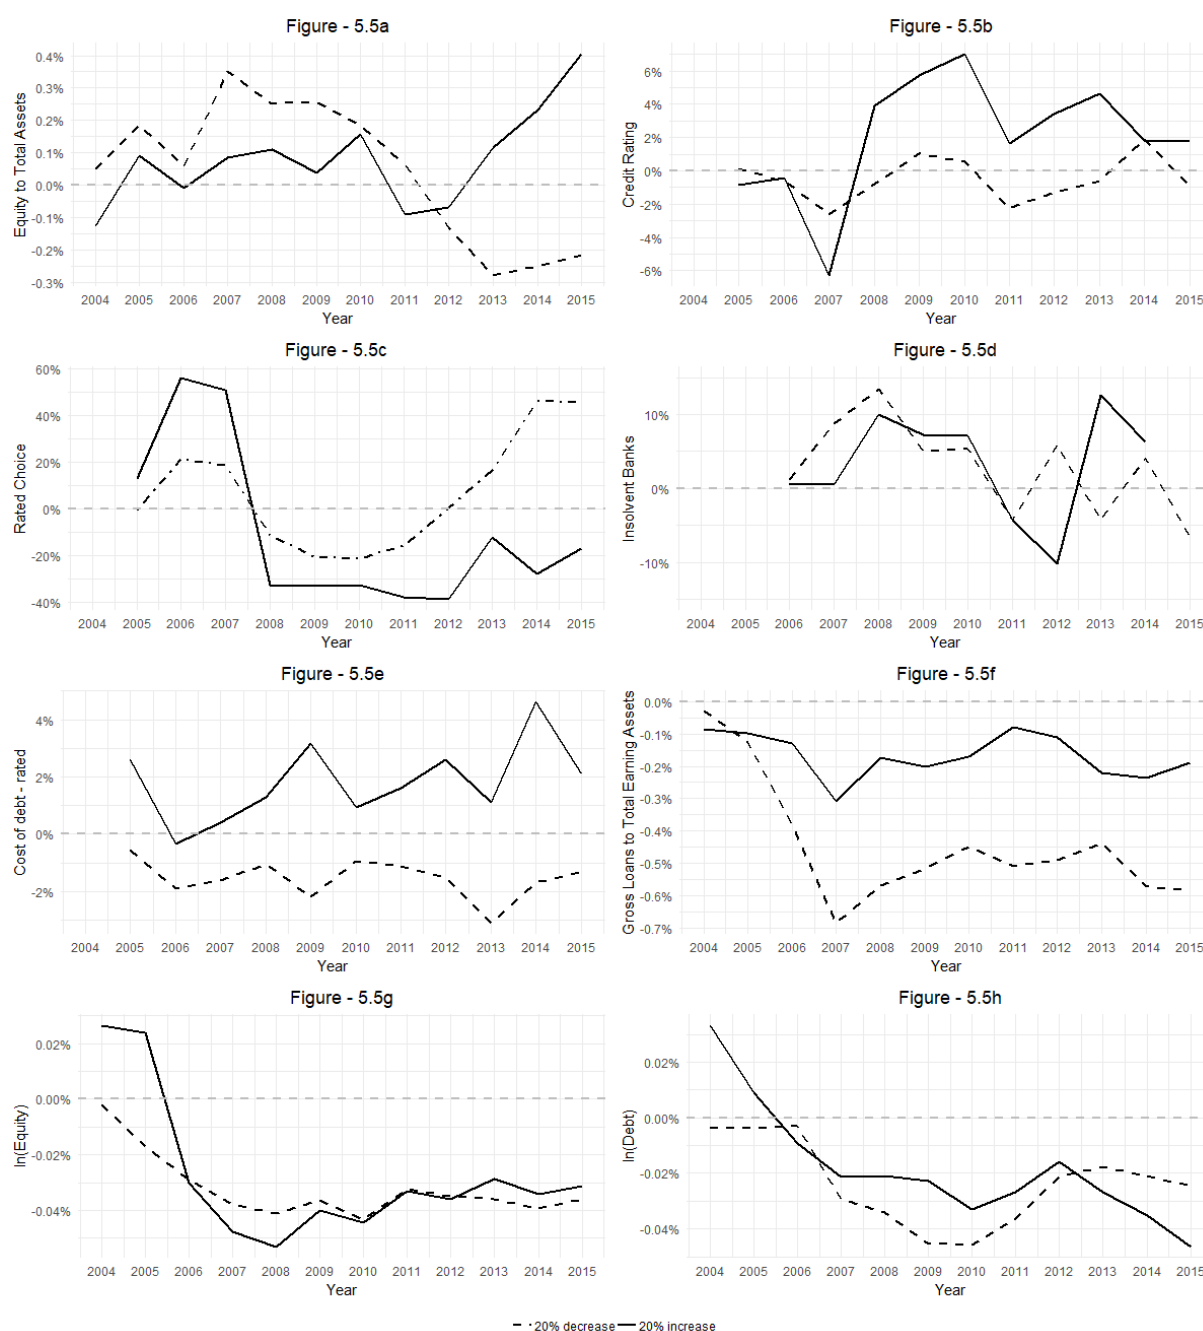 Figure - 5.5a
Equity to Total Assets
0.4%
0.3%
0.2%
0.1%
0.0%
-0.1%
-0.2%
-0.3%
2004 2005 2006 2007 2008 2009 2010 2011 2012 2013 2014 2015
Year
Figure - 5.5b
Credit Rating
6%
4%
2%
0%
-2%
-4%
-6%
2004 2005 2006 2007 2008 2009 2010 2011 2012 2013 2014 2015
Year
Figure - 5.5c
Rated Choice
60%
40%
20%
0%
-20%
-40%
2004 2005 2006 2007 2008 2009 2010 2011 2012 2013 2014 2015
Year
Figure - 5.5d
Insolvent Banks
10%
0%
-10%
2004 2005 2006 2007 2008 2009 2010 2011 2012 2013 2014 2015
Year
Figure - 5.5e
Cost of debt - rated
4%
2%
0%
-2%
2004 2005 2006 2007 2008 2009 2010 2011 2012 2013 2014 2015
Year
Figure - 5.5f
Gross Loans to Total Earning Assets
0.0%
-0.1%
-0.2%
-0.3%
-0.4%
-0.5%
-0.6%
-0.7%
2004 2005 2006 2007 2008 2009 2010 2011 2012 2013 2014 2015
Year
Figure - 5.5g
ln(Equity)
0.02%
0.00%
-0.02%
-0.04%
2004 2005 2006 2007 2008 2009 2010 2011 2012 2013 2014 2015
Year
Figure - 5.5h
ln(Debt)
0.02%
0.00%
-0.02%
-0.04%
2004 2005 2006 2007 2008 2009 2010 2011 2012 2013 2014 2015
Year
20% decrease 20% increase